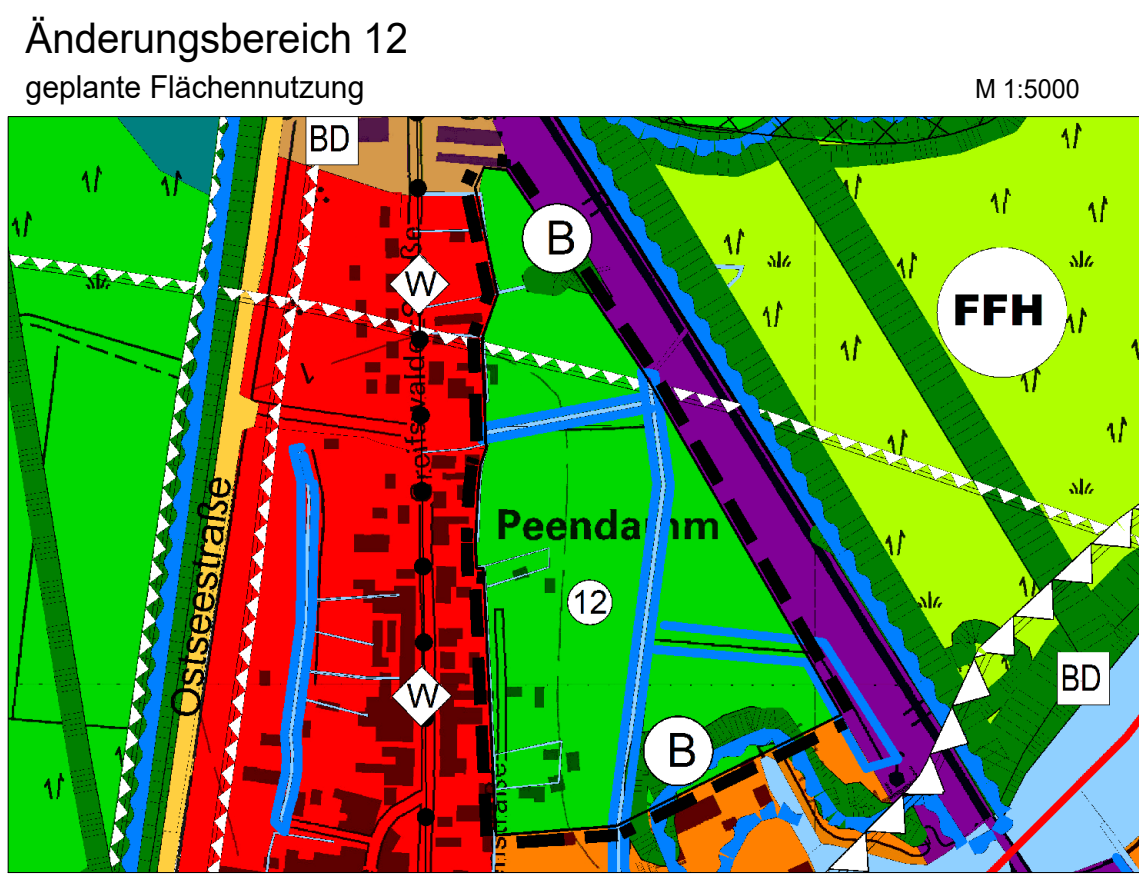 Änderungsbereich 12
geplante Flächennutzung
M 1:5000
BD
B
W
FFH
Ostseestraße
Peendamm
12
W
B
BD